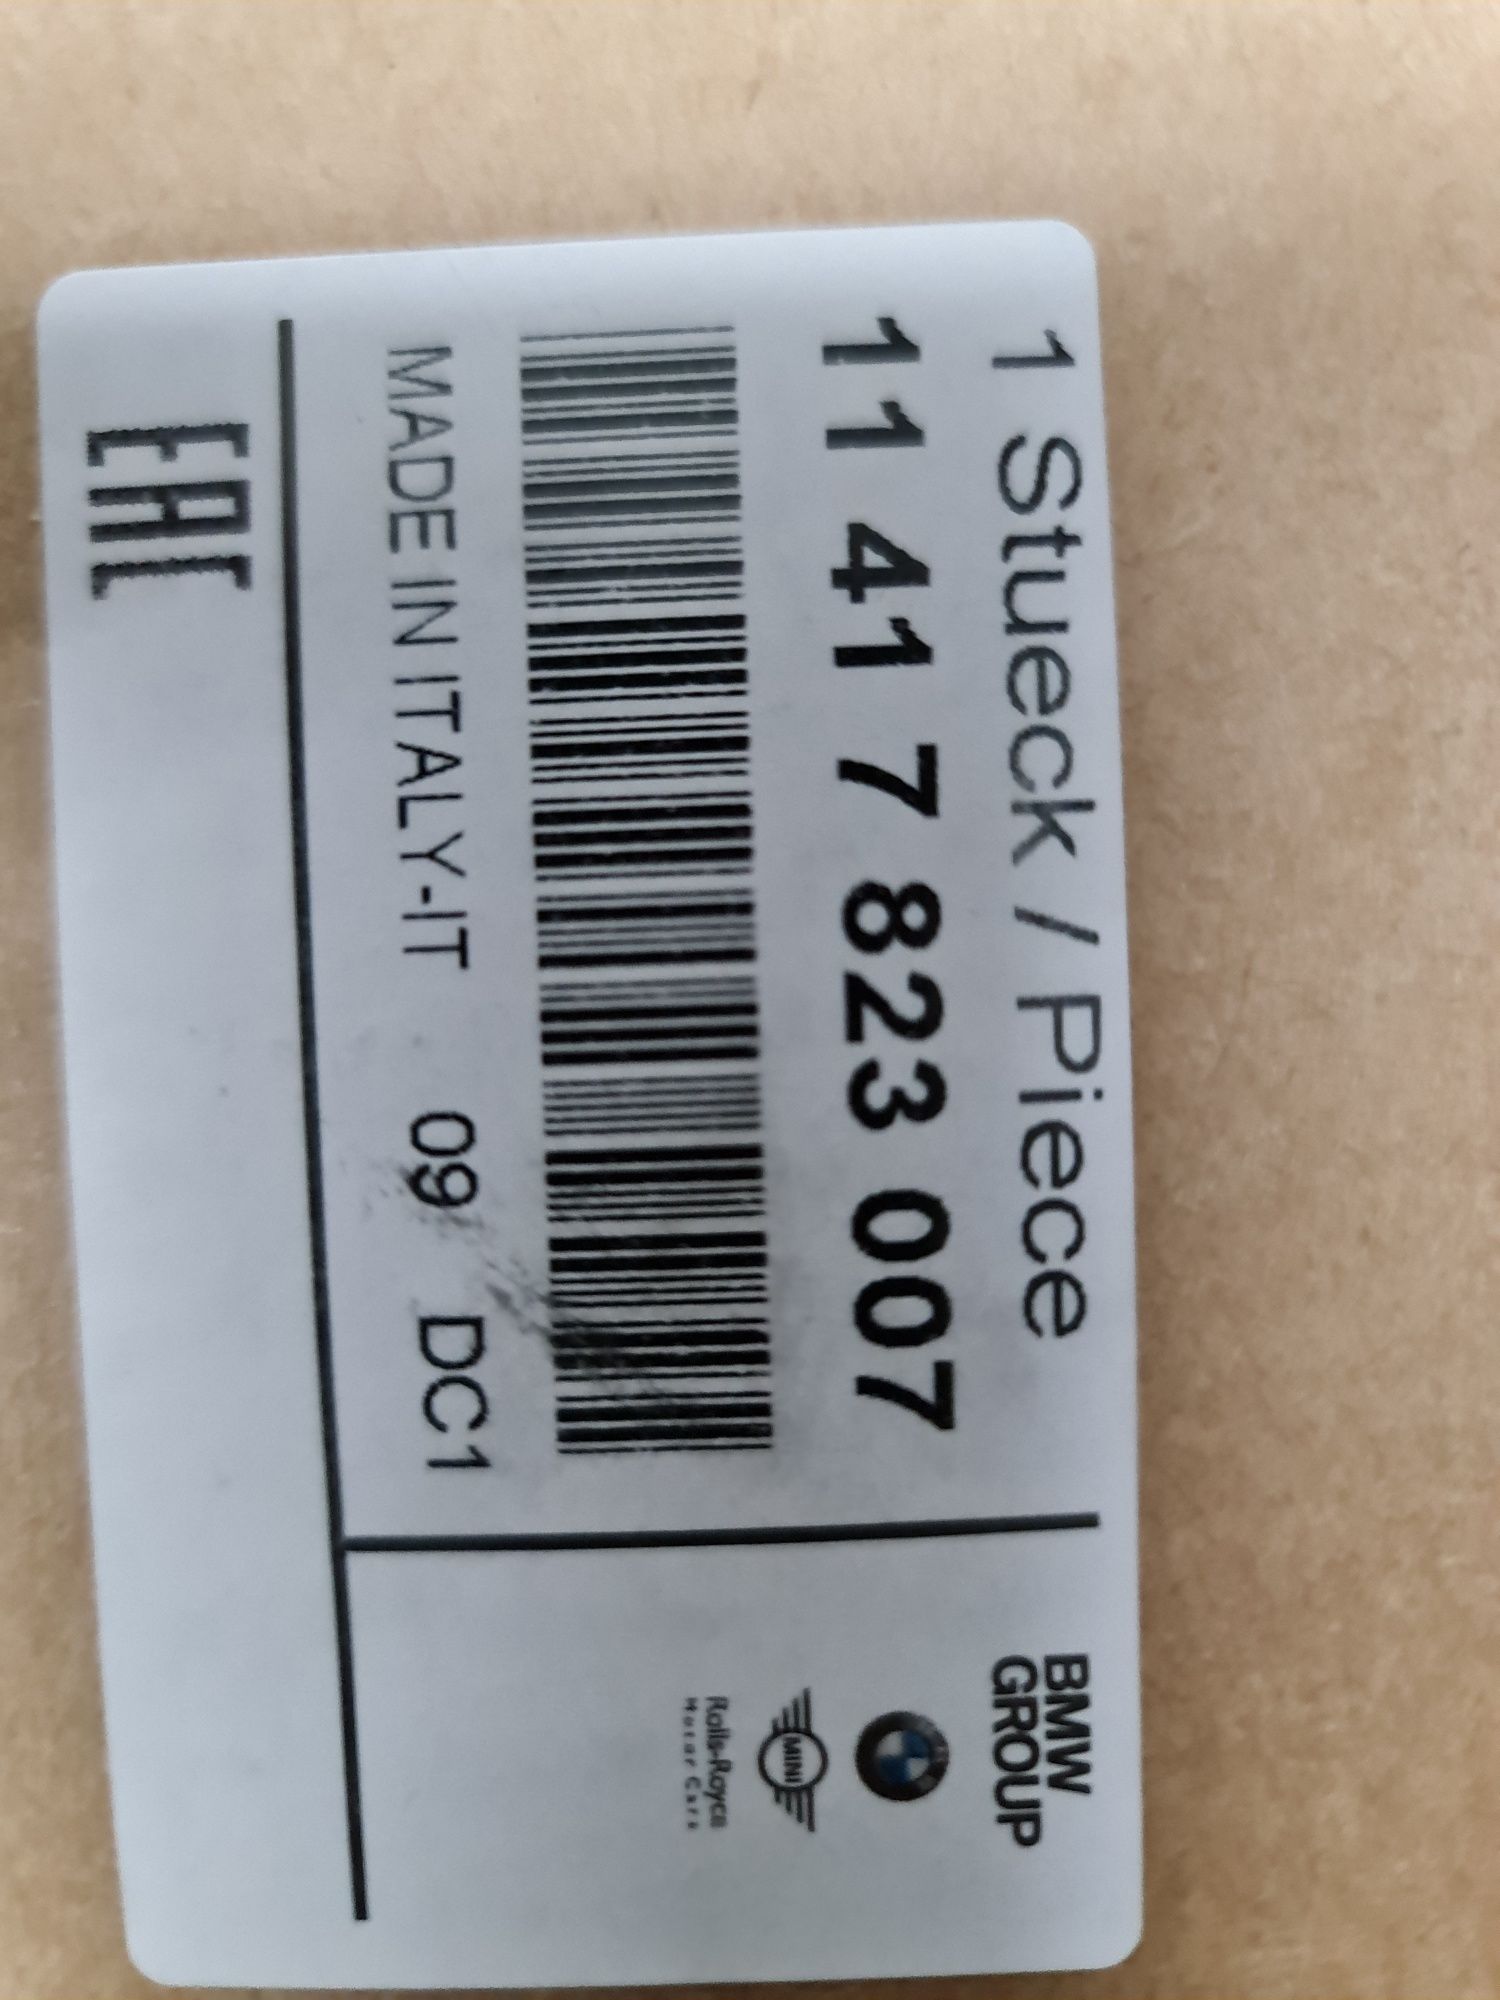 1 Stueck / Piece
11 41 7 823 007
MADE IN ITALY-IT 09 DC1
BMW
GROUP
MINI
Rolls-Royce
Motor Cars
EAC